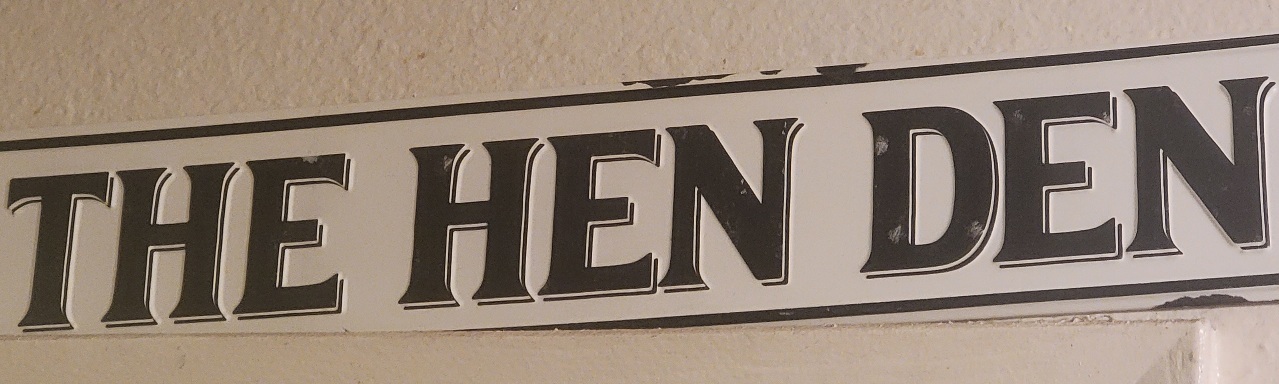 THE HEN DEN